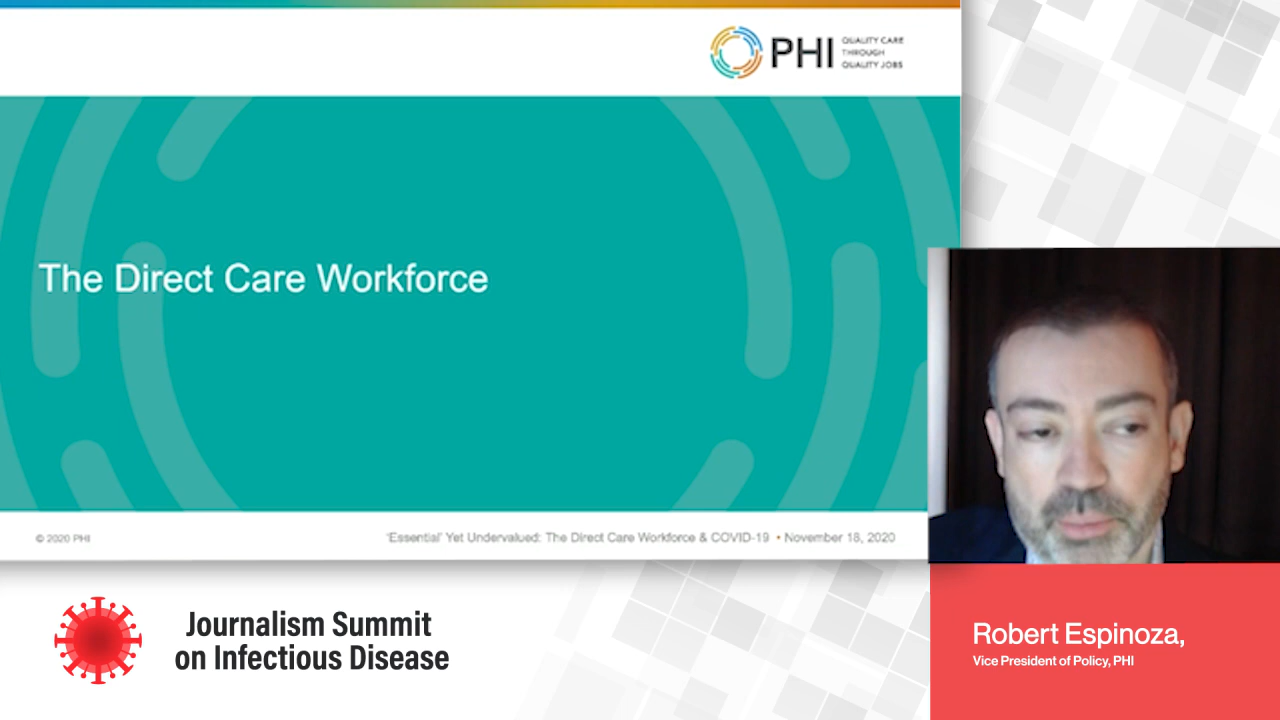 PHI
QUALITY CARE
THROUGH
QUALITY JOBS
The Direct Care Workforce
© 2020 PHI
'Essential' Yet Undervalued: The Direct Care Workforce & COVID-19 • November 18, 2020
Journalism Summit
on Infectious Disease
Robert Espinoza,
Vice President of Policy, PHI